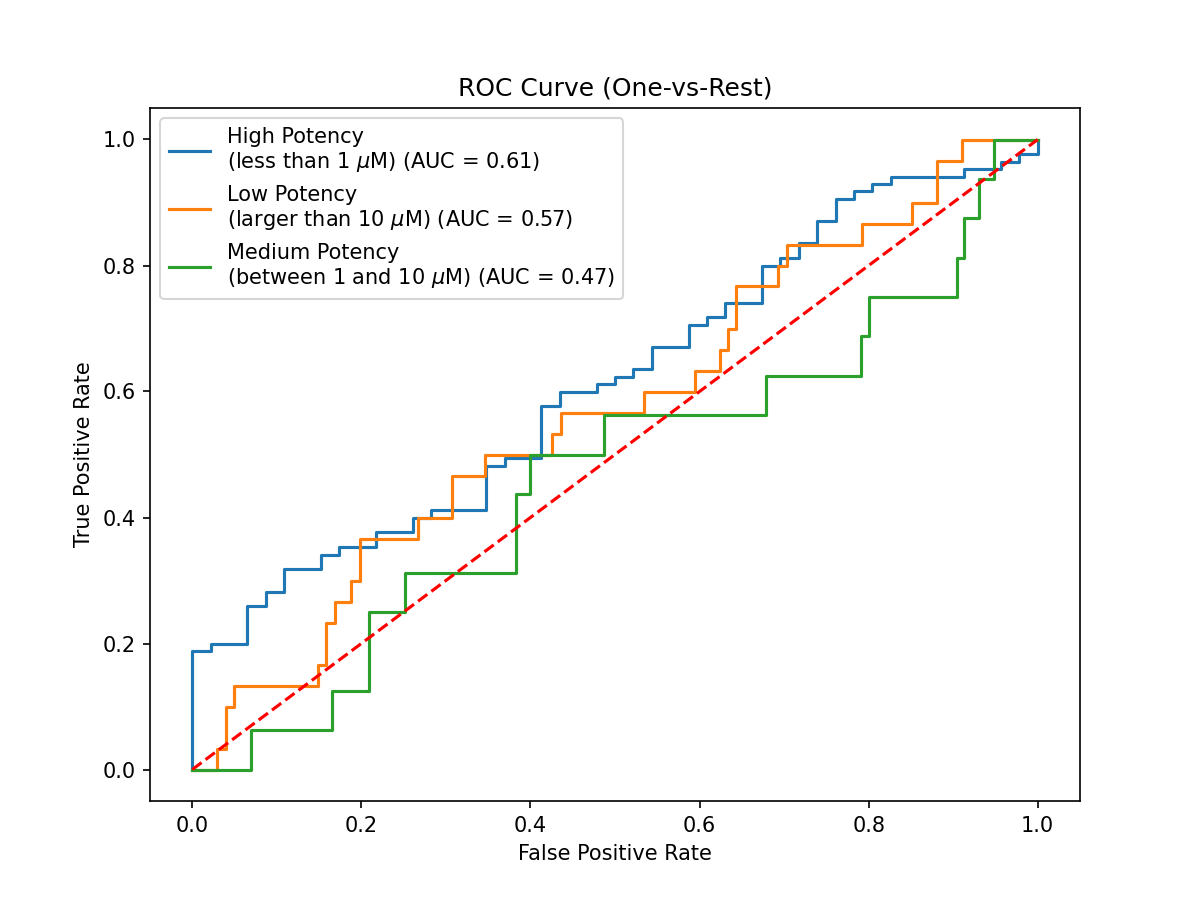 ROC Curve (One-vs-Rest)
High Potency
(less than 1 μM) (AUC = 0.61)
Low Potency
(larger than 10 μM) (AUC = 0.57)
Medium Potency
(between 1 and 10 μM) (AUC = 0.47)
True Positive Rate
1.0
0.8
0.6
0.4
0.2
0.0
0.0 0.2 0.4 0.6 0.8 1.0
False Positive Rate